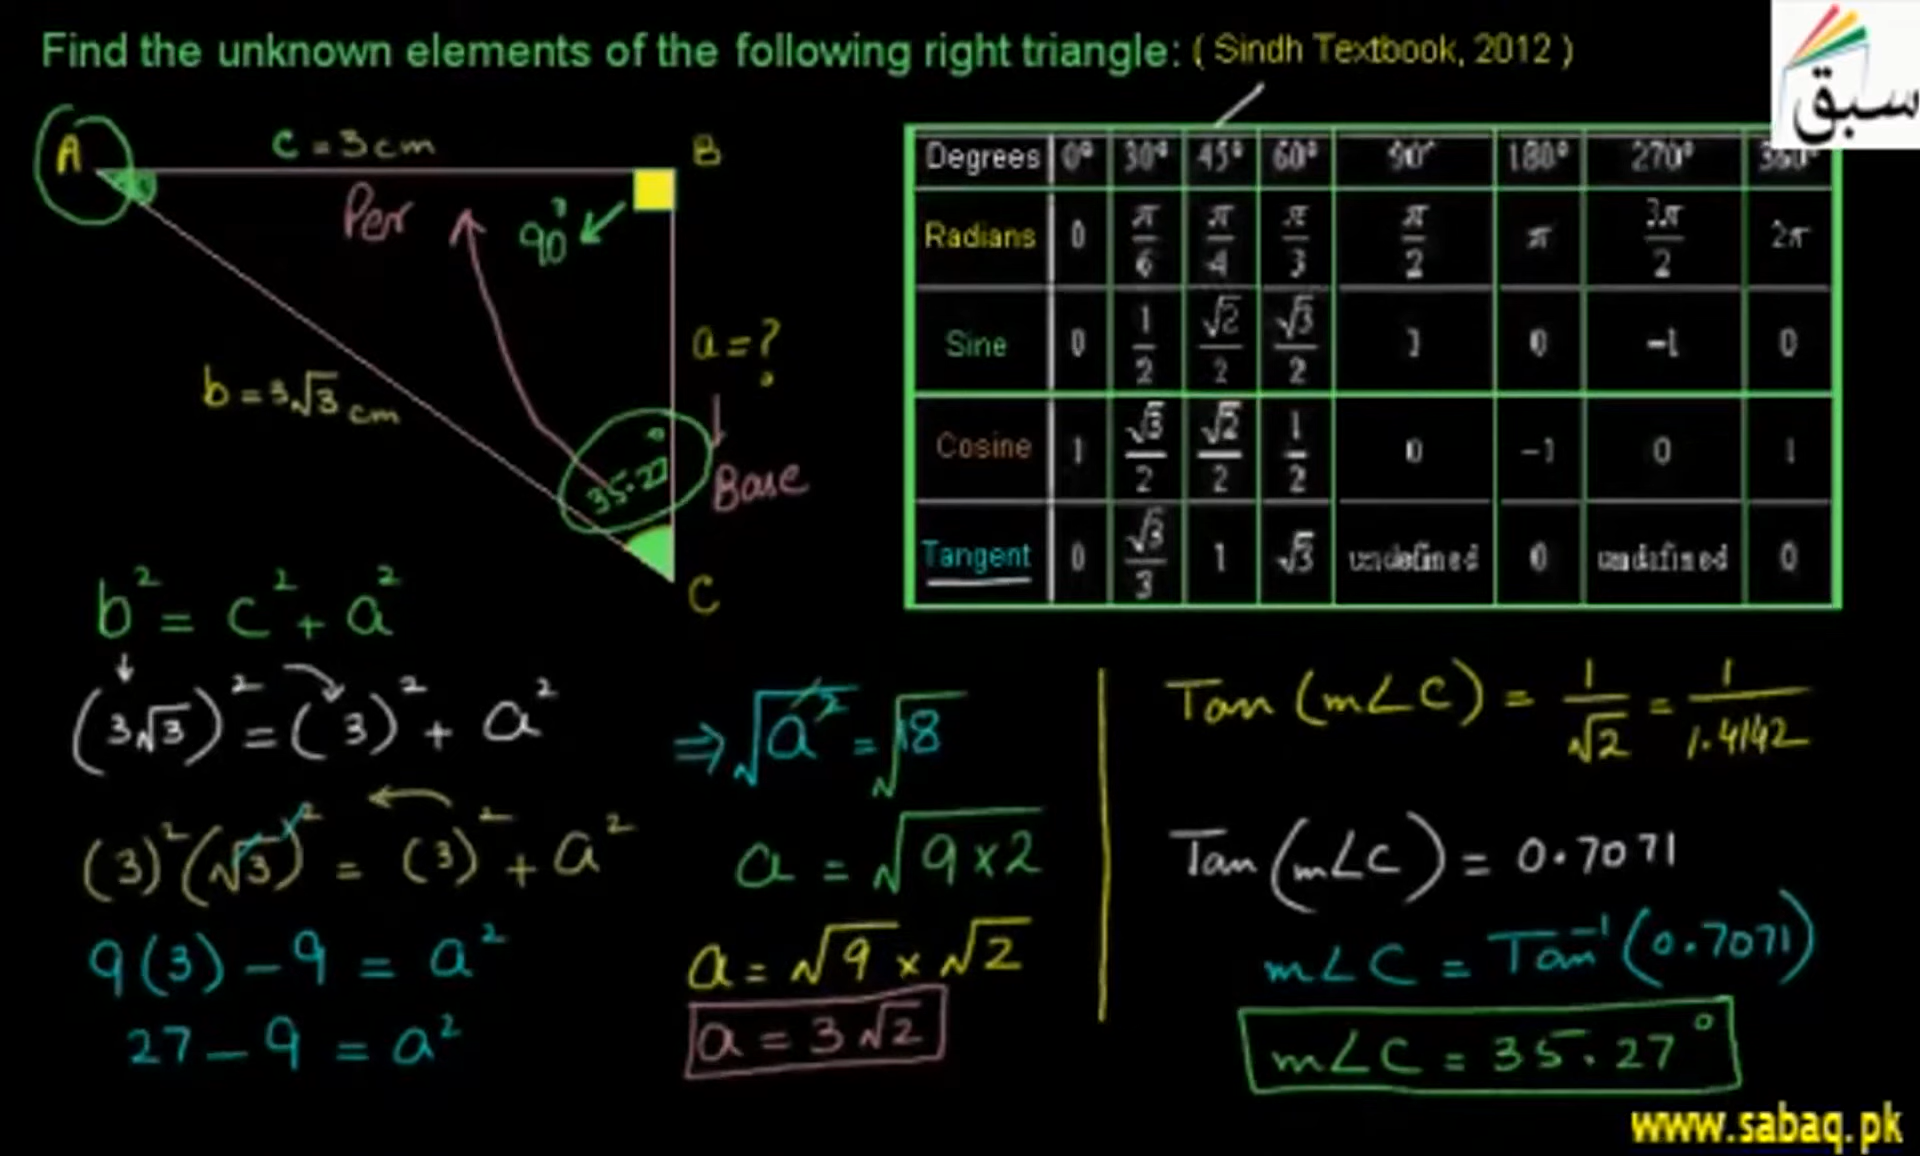 Find the unknown elements of the following right triangle: ( Sindh Textbook, 2012 )
سبق
A
c = 3 cm
B
Per
90°
a = ?
b = 3√3 cm
35.27°
Base
C
Degrees 0° 30° 45° 60° 90° 180° 270° 360°
Radians 0 π/6 π/4 π/3 π/2 π 3π/2 2π
Sine 0 1/2 √2/2 √3/2 1 0 -1 0
Cosine 1 √3/2 √2/2 1/2 0 -1 0 1
Tangent 0 √3/3 1 √3 undefined 0 undefined 0
b² = c² + a²
(3√3)² = (3)² + a²
(3)²(√3)² = (3)² + a²
9(3) - 9 = a²
27 - 9 = a²
⇒ √a² = √18
a = √9×2
a = √9 × √2
a = 3√2
Tan (m∠C) = 1/√2 = 1/1.4142
Tan (m∠C) = 0.7071
m∠C = Tan⁻¹ (0.7071)
m∠C = 35.27°
www.sabaq.pk